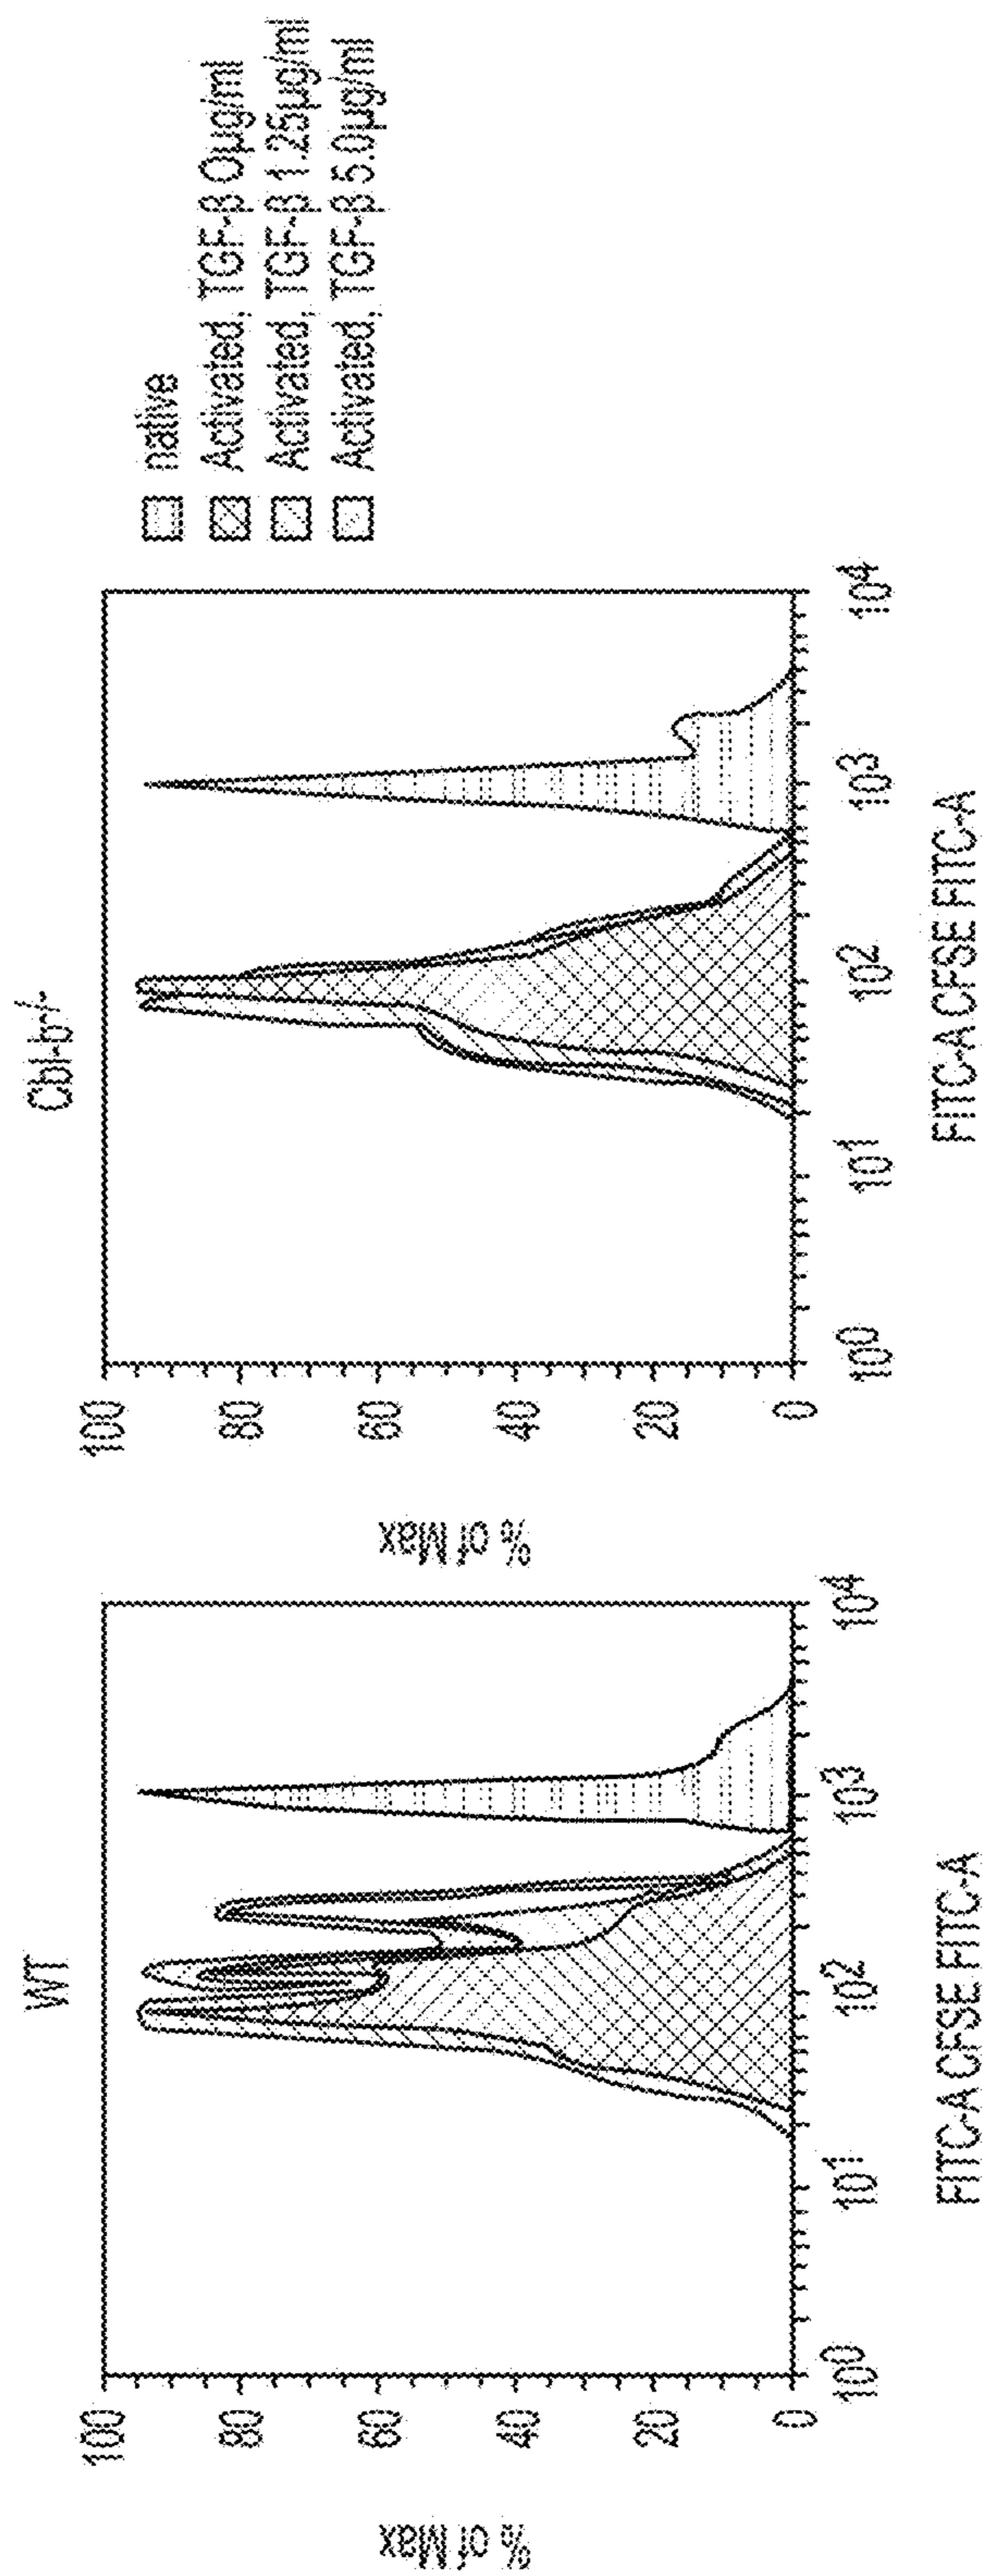 WT
% of Max
100
80
60
40
20
0
10⁰
10¹
10²
10³
10⁴
FITC-A CFSE FITC-A
Cbl-b-/-
% of Max
100
80
60
40
20
0
10⁰
10¹
10²
10³
10⁴
FITC-A CFSE FITC-A
native
Activated, TGF-β 0µg/ml
Activated, TGF-β 1.25µg/ml
Activated, TGF-β 5.0µg/ml